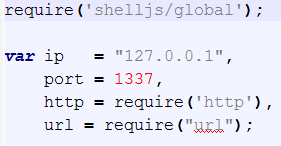 require('shelljs/global');
var ip   = "127.0.0.1",
    port = 1337,
    http = require('http'),
    url = require("url");